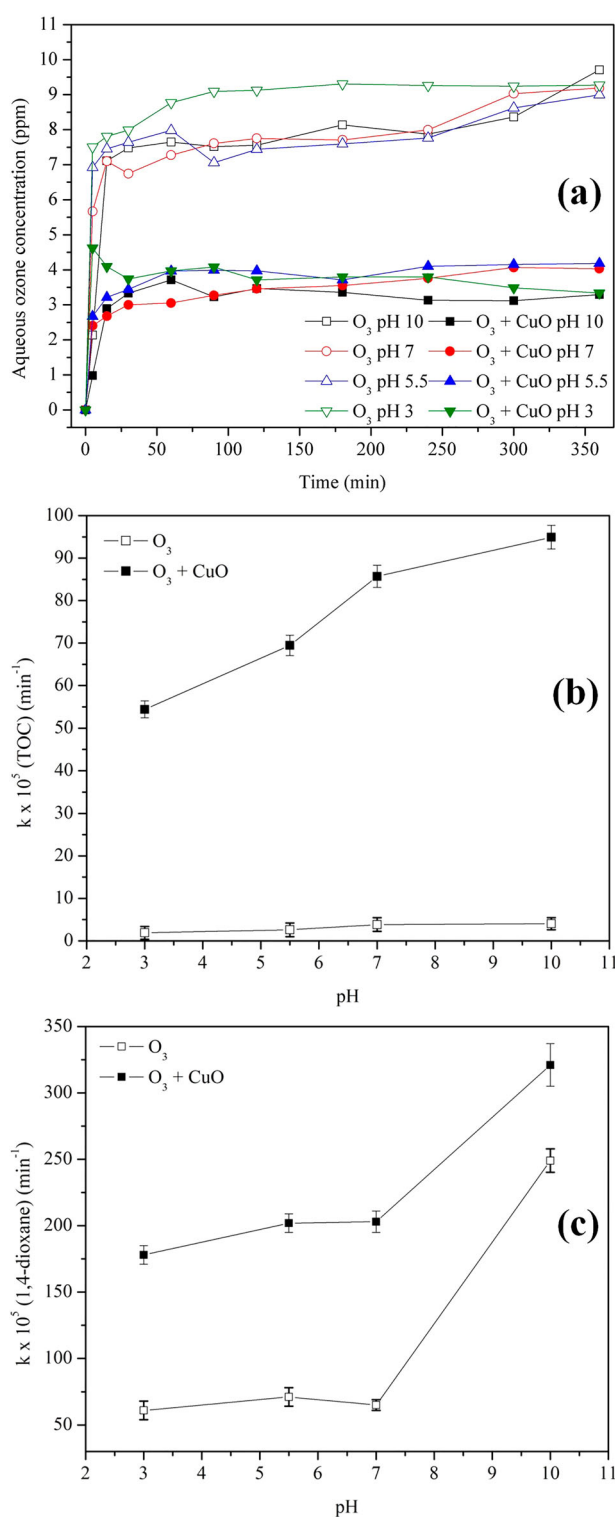 11
10
9
8
7
6
5
4
3
2
1
0
Aqueous ozone concentration (ppm)
(a)
O3 pH 10 O3 + CuO pH 10
O3 pH 7 O3 + CuO pH 7
O3 pH 5.5 O3 + CuO pH 5.5
O3 pH 3 O3 + CuO pH 3
0 50 100 150 200 250 300 350
Time (min)
100
90
80
70
60
50
40
30
20
10
0
k x 10^5 (TOC) (min^-1)
O3
O3 + CuO
(b)
2 3 4 5 6 7 8 9 10 11
pH
350
300
250
200
150
100
50
k x 10^5 (1,4-dioxane) (min^-1)
O3
O3 + CuO
(c)
2 3 4 5 6 7 8 9 10 11
pH